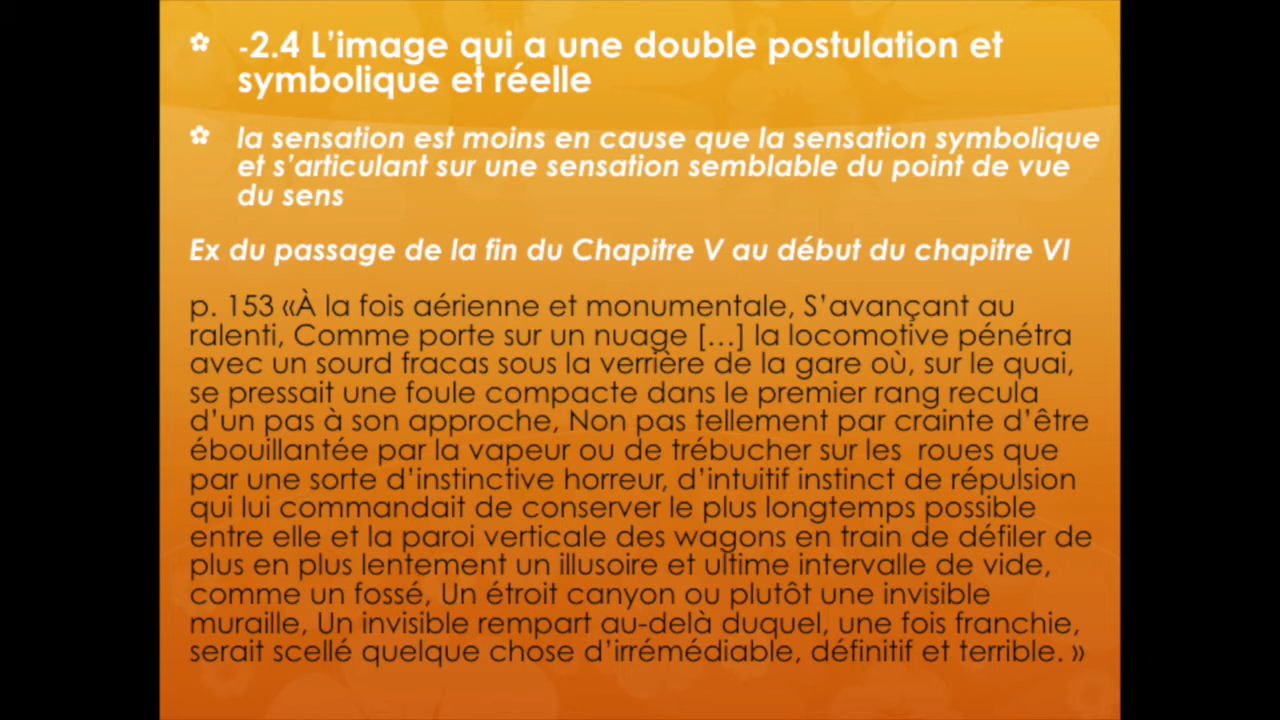 -2.4 L’image qui a une double postulation et
symbolique et réelle
la sensation est moins en cause que la sensation symbolique
et s’articulant sur une sensation semblable du point de vue
du sens
Ex du passage de la fin du Chapitre V au début du chapitre VI
p. 153 «À la fois aérienne et monumentale, S’avançant au
ralenti, Comme porte sur un nuage [...] la locomotive pénétra
avec un sourd fracas sous la verrière de la gare où, sur le quai,
se pressait une foule compacte dans le premier rang recula
d’un pas à son approche, Non pas tellement par crainte d’être
ébouillantée par la vapeur ou de trébucher sur les roues que
par une sorte d’instinctive horreur, d’intuitif instinct de répulsion
qui lui commandait de conserver le plus longtemps possible
entre elle et la paroi verticale des wagons en train de défiler de
plus en plus lentement un illusoire et ultime intervalle de vide,
comme un fossé, Un étroit canyon ou plutôt une invisible
muraille, Un invisible rempart au-delà duquel, une fois franchie,
serait scellé quelque chose d’irrémédiable, définitif et terrible. »